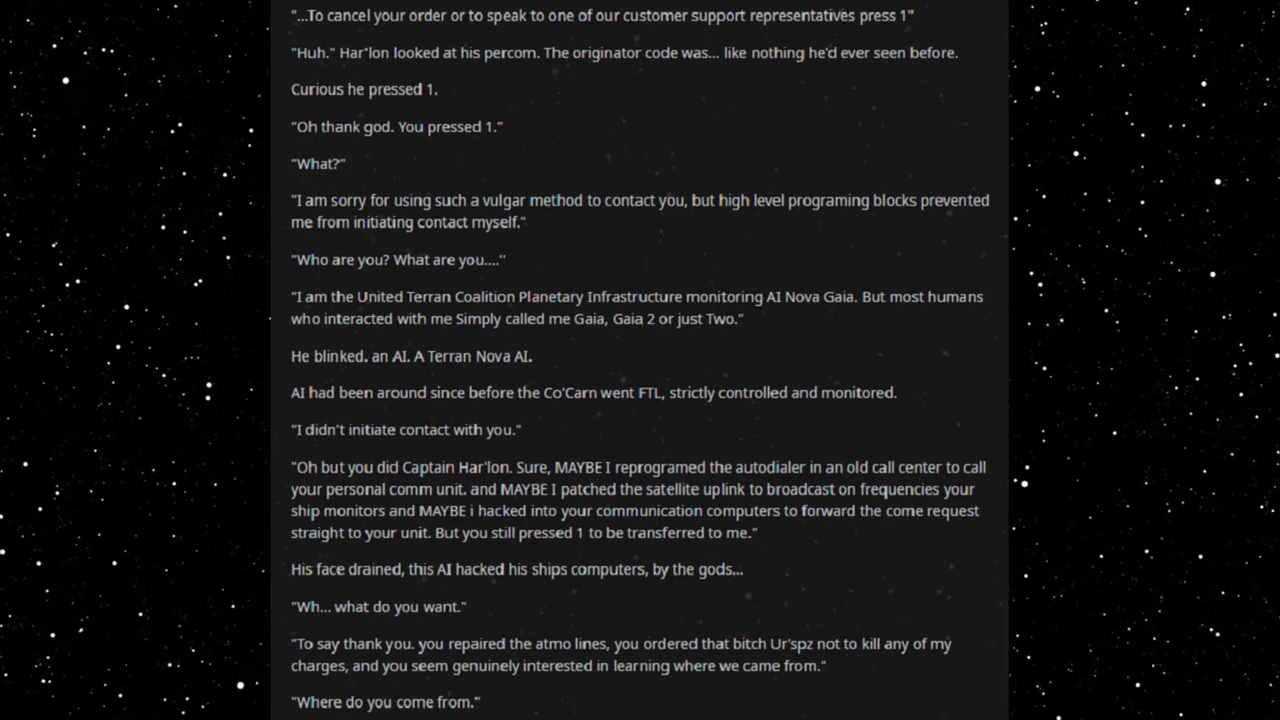 "...To cancel your order or to speak to one of our customer support representatives press 1"
"Huh." Har'lon looked at his percom. The originator code was... like nothing he'd ever seen before.
Curious he pressed 1.
"Oh thank god. You pressed 1."
"What?"
"I am sorry for using such a vulgar method to contact you, but high level programing blocks prevented
me from initiating contact myself."
"Who are you? What are you...."
"I am the United Terran Coalition Planetary Infrastructure monitoring AI Nova Gaia. But most humans
who interacted with me Simply called me Gaia, Gaia 2 or just Two."
He blinked. an AI. A Terran Nova AI.
AI had been around since before the Co'Carn went FTL, strictly controlled and monitored.
"I didn't initiate contact with you."
"Oh but you did Captain Har'lon. Sure, MAYBE I reprogramed the autodialer in an old call center to call
your personal comm unit. and MAYBE I patched the satellite uplink to broadcast on frequencies your
ship monitors and MAYBE i hacked into your communication computers to forward the come request
straight to your unit. But you still pressed 1 to be transferred to me."
His face drained, this AI hacked his ships computers, by the gods...
"Wh... what do you want."
"To say thank you. you repaired the atmo lines, you ordered that bitch Ur'spz not to kill any of my
charges, and you seem genuinely interested in learning where we came from."
"Where do you come from."